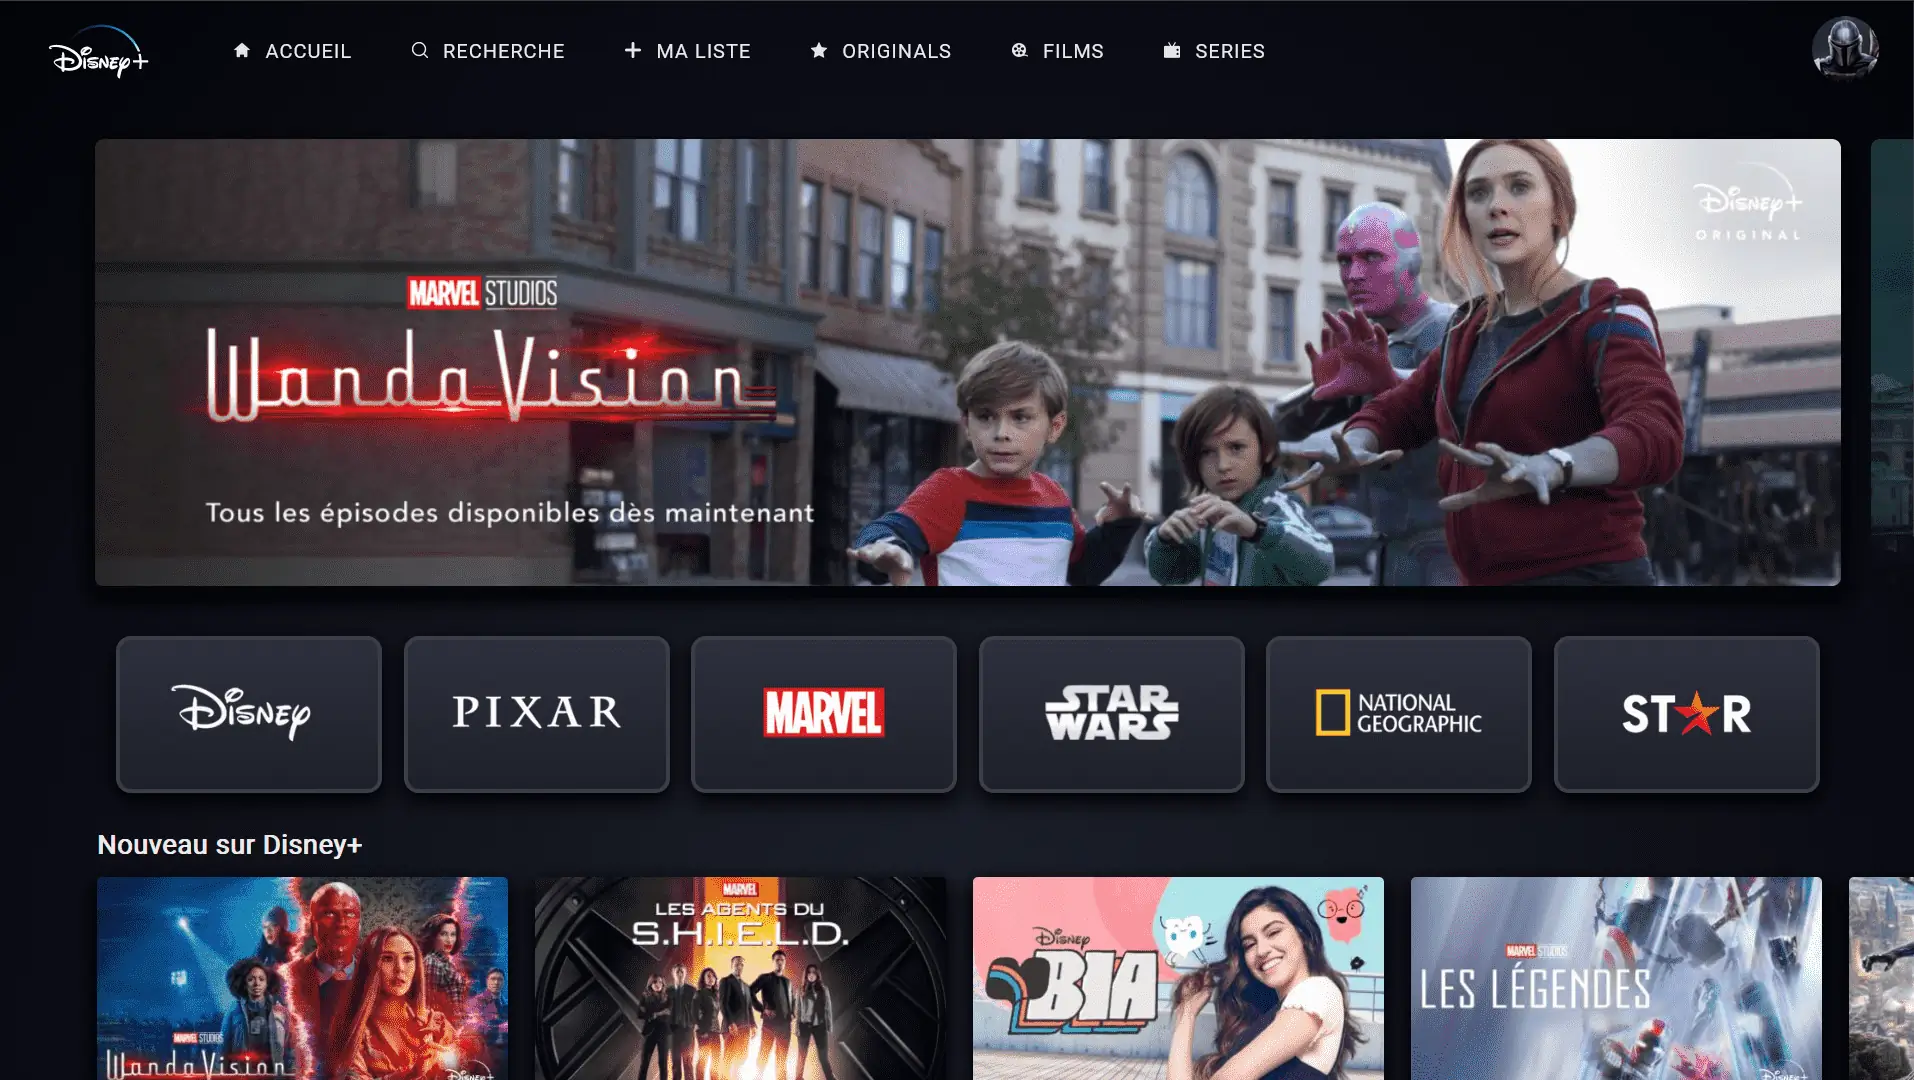 Disney+
ACCUEIL
RECHERCHE
MA LISTE
ORIGINALS
FILMS
SERIES
Disney+
ORIGINAL
MARVEL STUDIOS
WandaVision
Tous les épisodes disponibles dès maintenant
Disney
PIXAR
MARVEL
STAR WARS
NATIONAL
GEOGRAPHIC
STAR
Nouveau sur Disney+
MARVEL STUDIOS
WandaVision
Disney+
MARVEL
LES AGENTS DU
S.H.I.E.L.D.
Disney
BIA
MARVEL STUDIOS
LES LÉGENDES
Disney+